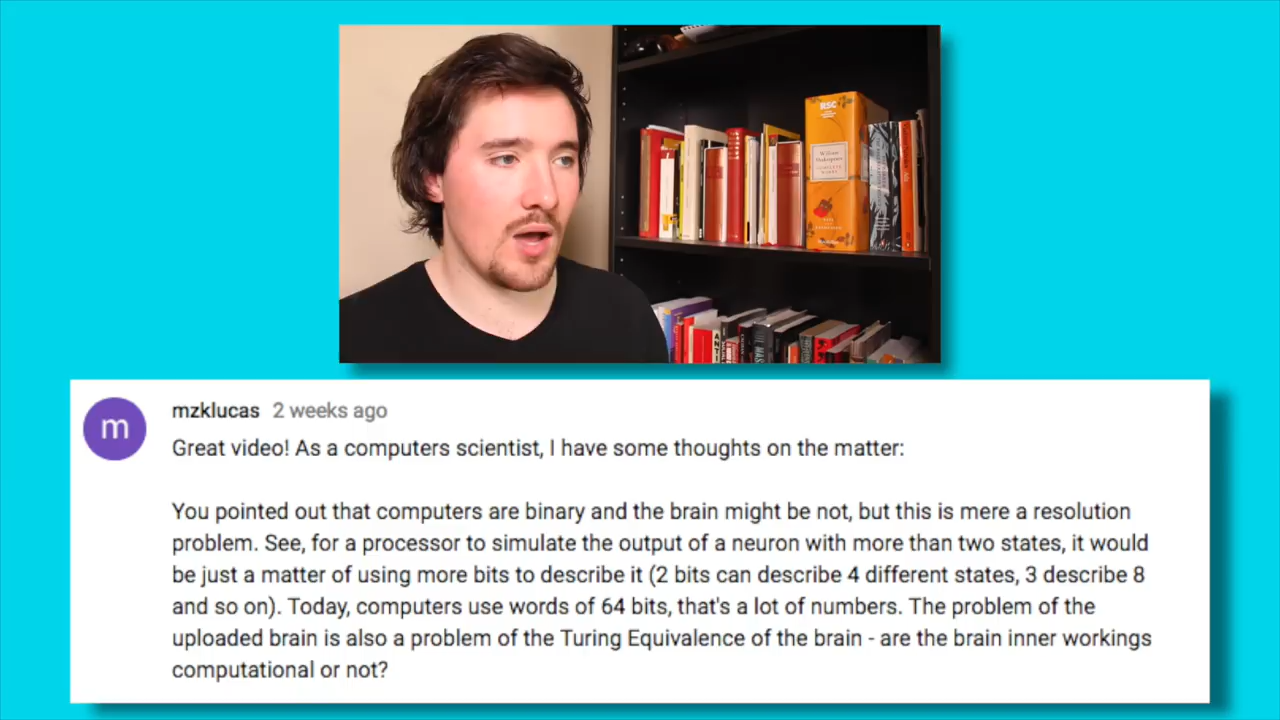 RSC
William
Shakespeare
COMPLETE
WORKS
m
mzklucas 2 weeks ago
Great video! As a computers scientist, I have some thoughts on the matter:
You pointed out that computers are binary and the brain might be not, but this is mere a resolution
problem. See, for a processor to simulate the output of a neuron with more than two states, it would
be just a matter of using more bits to describe it (2 bits can describe 4 different states, 3 describe 8
and so on). Today, computers use words of 64 bits, that's a lot of numbers. The problem of the
uploaded brain is also a problem of the Turing Equivalence of the brain - are the brain inner workings
computational or not?